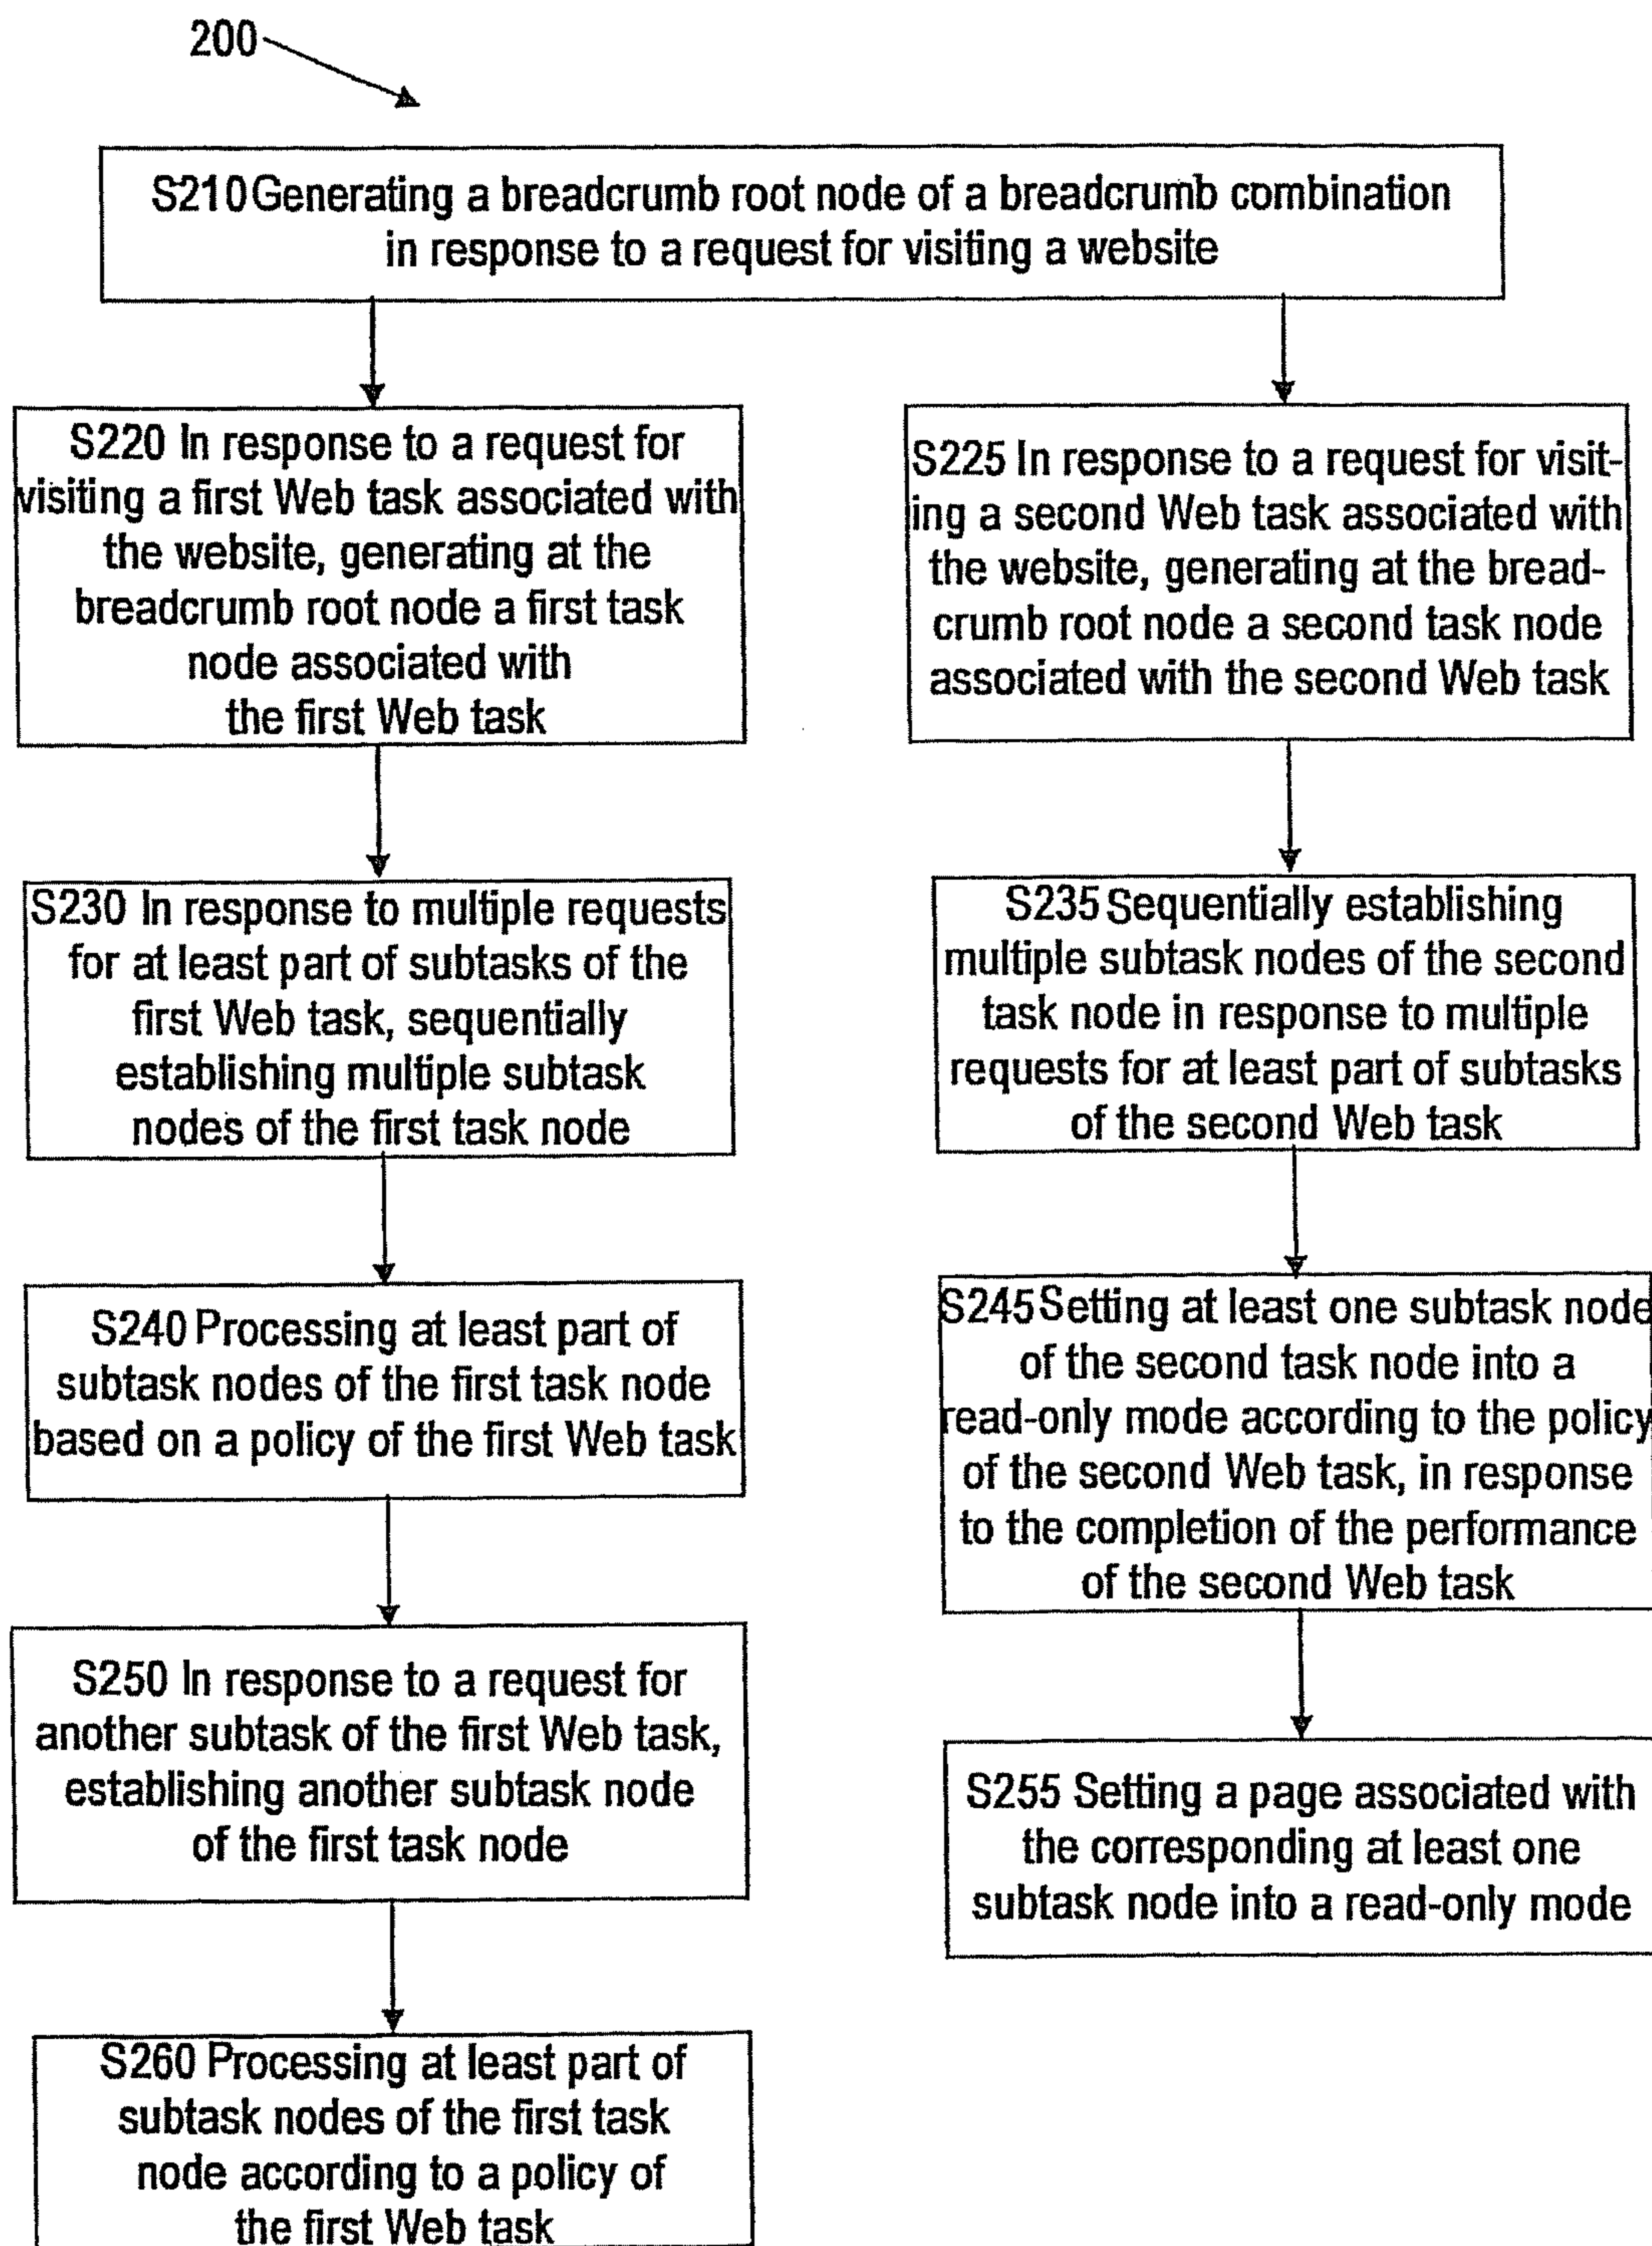 200
S210 Generating a breadcrumb root node of a breadcrumb combination
in response to a request for visiting a website
S220 In response to a request for
visiting a first Web task associated with
the website, generating at the
breadcrumb root node a first task
node associated with
the first Web task
S230 In response to multiple requests
for at least part of subtasks of the
first Web task, sequentially
establishing multiple subtask
nodes of the first task node
S240 Processing at least part of
subtask nodes of the first task node
based on a policy of the first Web task
S250 In response to a request for
another subtask of the first Web task,
establishing another subtask node
of the first task node
S260 Processing at least part of
subtask nodes of the first task
node according to a policy of
the first Web task
S225 In response to a request for visit-
ing a second Web task associated with
the website, generating at the bread-
crumb root node a second task node
associated with the second Web task
S235 Sequentially establishing
multiple subtask nodes of the second
task node in response to multiple
requests for at least part of subtasks
of the second Web task
S245 Setting at least one subtask node
of the second task node into a
read-only mode according to the policy
of the second Web task, in response
to the completion of the performance
of the second Web task
S255 Setting a page associated with
the corresponding at least one
subtask node into a read-only mode